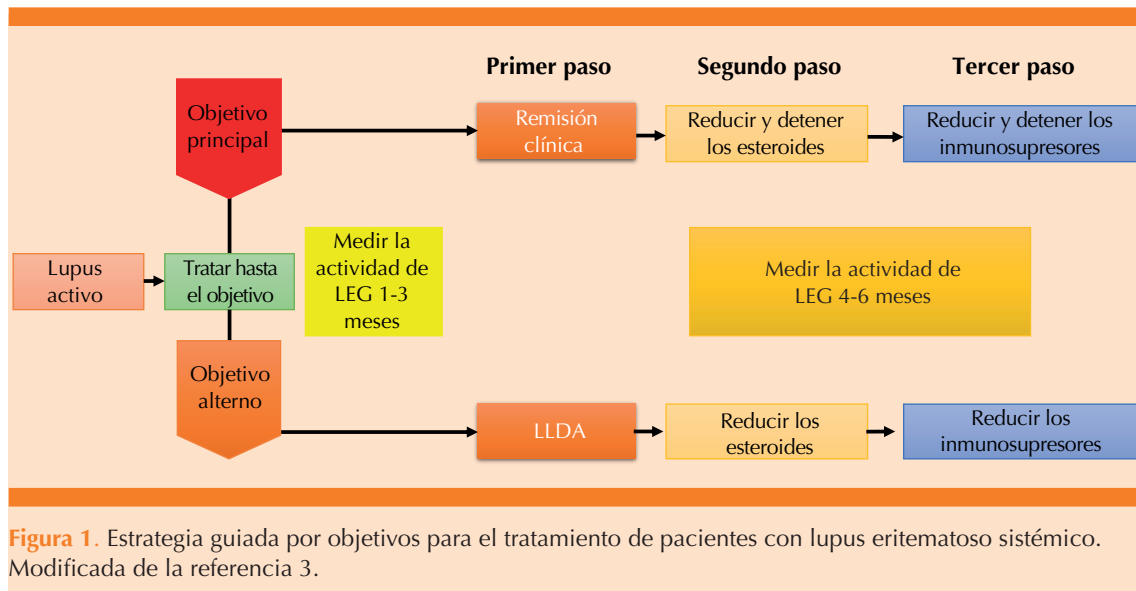 Primer paso
Segundo paso
Tercer paso
Objetivo
principal
Remisión
clínica
Reducir y detener
los esteroides
Reducir y detener los
inmunosupresores
Lupus
activo
Tratar hasta
el objetivo
Medir la
actividad de
LEG 1-3
meses
Medir la actividad de
LEG 4-6 meses
Objetivo
alterno
LLDA
Reducir los
esteroides
Reducir los
inmunosupresores
Figura 1. Estrategia guiada por objetivos para el tratamiento de pacientes con lupus eritematoso sistémico.
Modificada de la referencia 3.